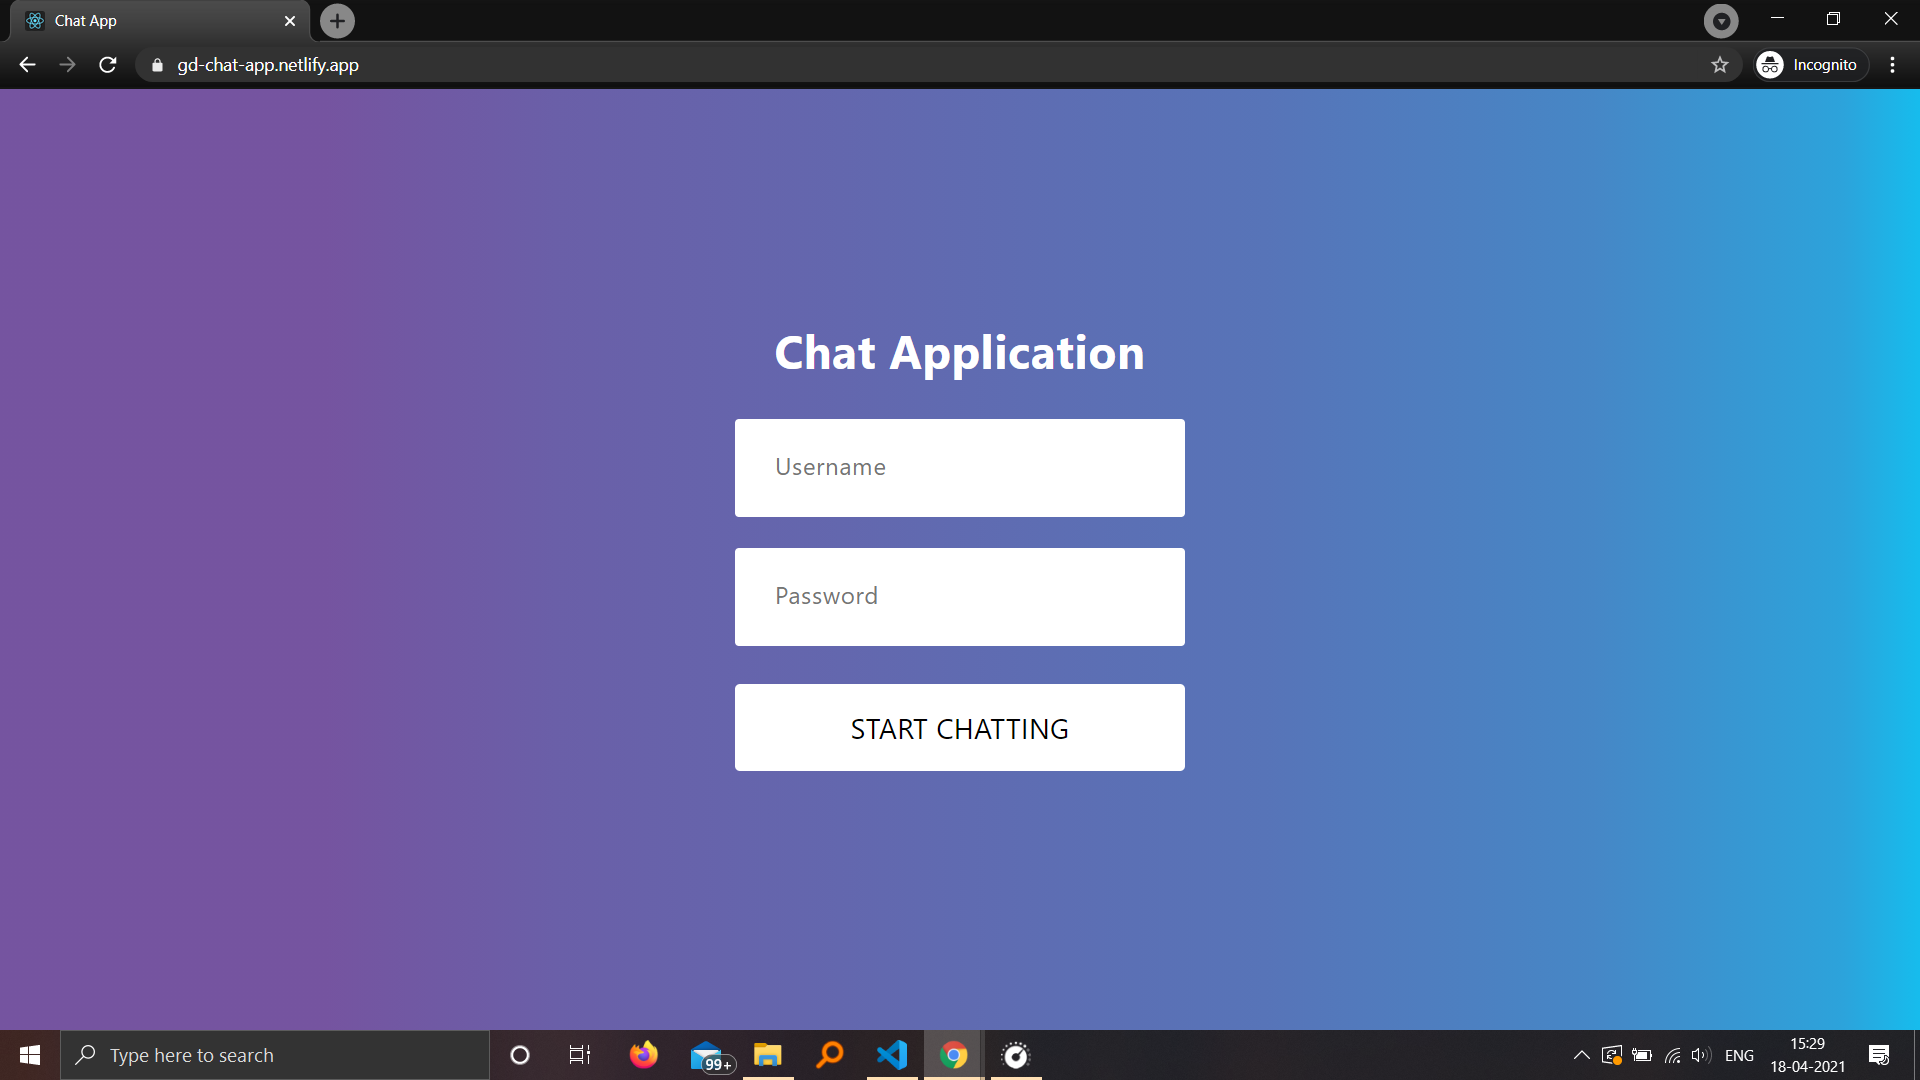 Chat App
gd-chat-app.netlify.app
Incognito
Chat Application
Username
Password
START CHATTING
Type here to search
99+
ENG
15:29
18-04-2021